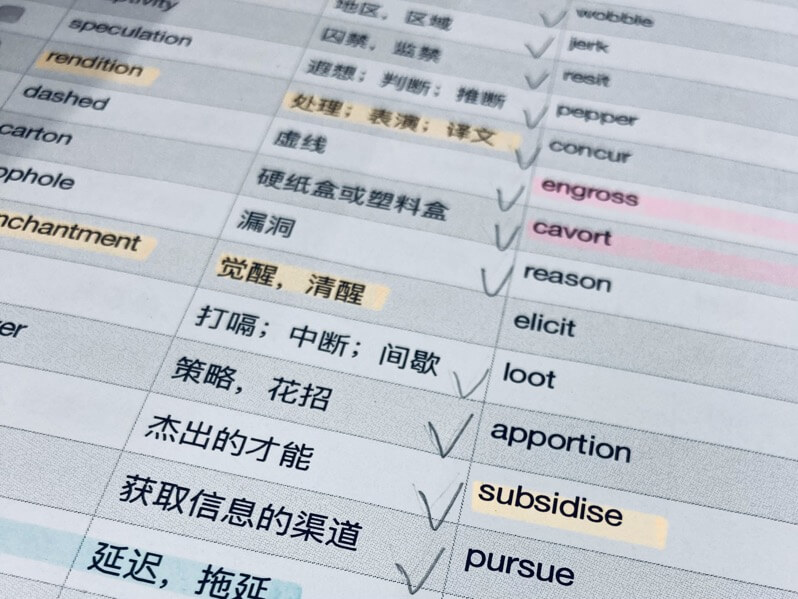 ptivity
speculation
rendition
dashed
carton
ophole
nchantment
er
地区，区域
囚禁，监禁
遐想；判断；推断
处理；表演；译文
虚线
硬纸盒或塑料盒
漏洞
觉醒，清醒
打嗝；中断；间歇
策略，花招
杰出的才能
获取信息的渠道
延迟，拖延
wobble
jerk
resit
pepper
concur
engross
cavort
reason
elicit
loot
apportion
subsidise
pursue